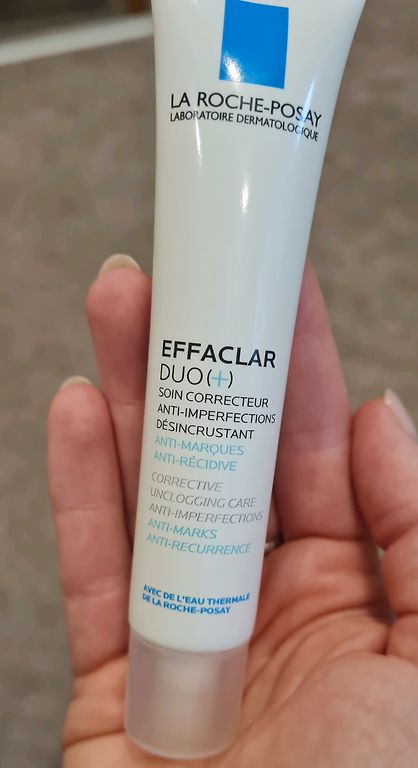 LA ROCHE-POSAY
LABORATOIRE DERMATOLOGIQUE
EFFACLAR
DUO(+)
SOIN CORRECTEUR
ANTI-IMPERFECTIONS
DÉSINCRUSTANT
ANTI-MARQUES
ANTI-RÉCIDIVE
CORRECTIVE
UNCLOGGING CARE
ANTI-IMPERFECTIONS
ANTI-MARKS
ANTI-RECURRENCE
AVEC DE L'EAU THERMALE
DE LA ROCHE-POSAY